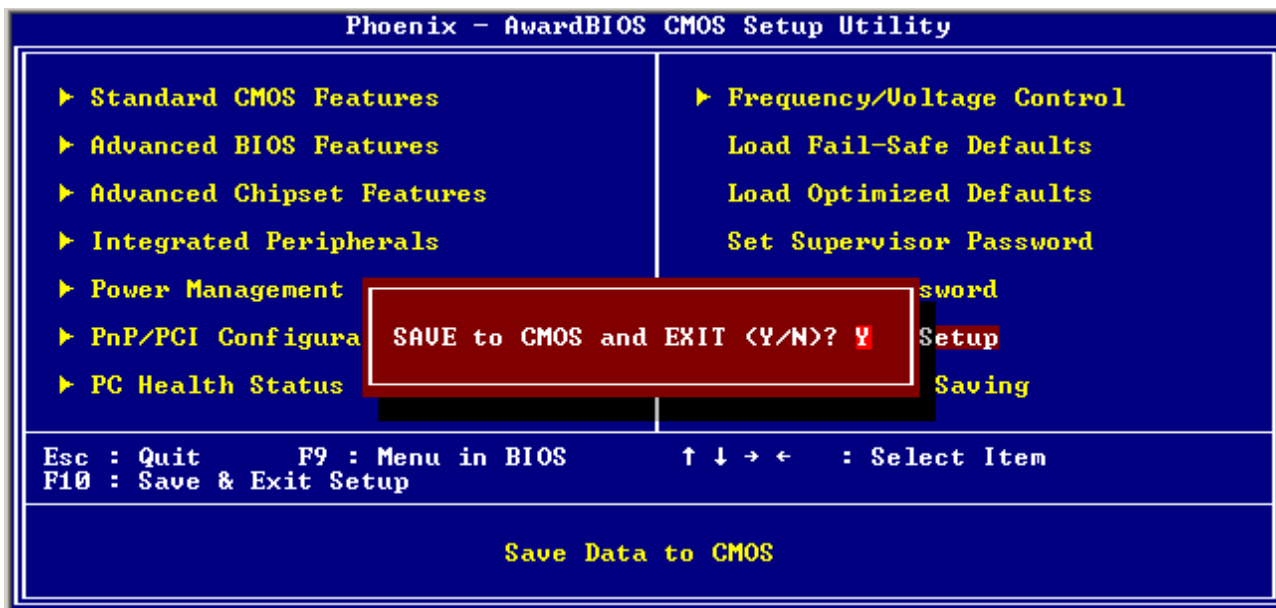 Phoenix - AwardBIOS CMOS Setup Utility
► Standard CMOS Features
► Advanced BIOS Features
► Advanced Chipset Features
► Integrated Peripherals
► Power Management
► PnP/PCI Configura
► PC Health Status
► Frequency/Voltage Control
Load Fail-Safe Defaults
Load Optimized Defaults
Set Supervisor Password
sword
Setup
Saving
SAVE to CMOS and EXIT (Y/N)? Y
Esc : Quit F9 : Menu in BIOS ↑ ↓ → ← : Select Item
F10 : Save & Exit Setup
Save Data to CMOS